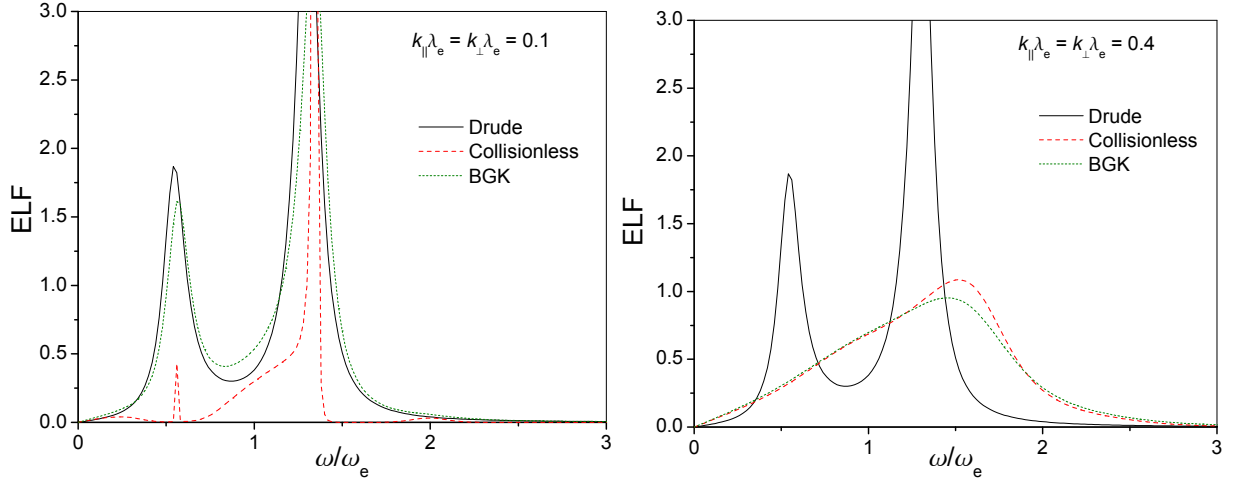 3.0
2.5
2.0
1.5
1.0
0.5
0.0
ELF
k∥λe = k⊥λe = 0.1
Drude
Collisionless
BGK
0 1 2 3
ω/ωe
3.0
2.5
2.0
1.5
1.0
0.5
0.0
ELF
k∥λe = k⊥λe = 0.4
Drude
Collisionless
BGK
0 1 2 3
ω/ωe